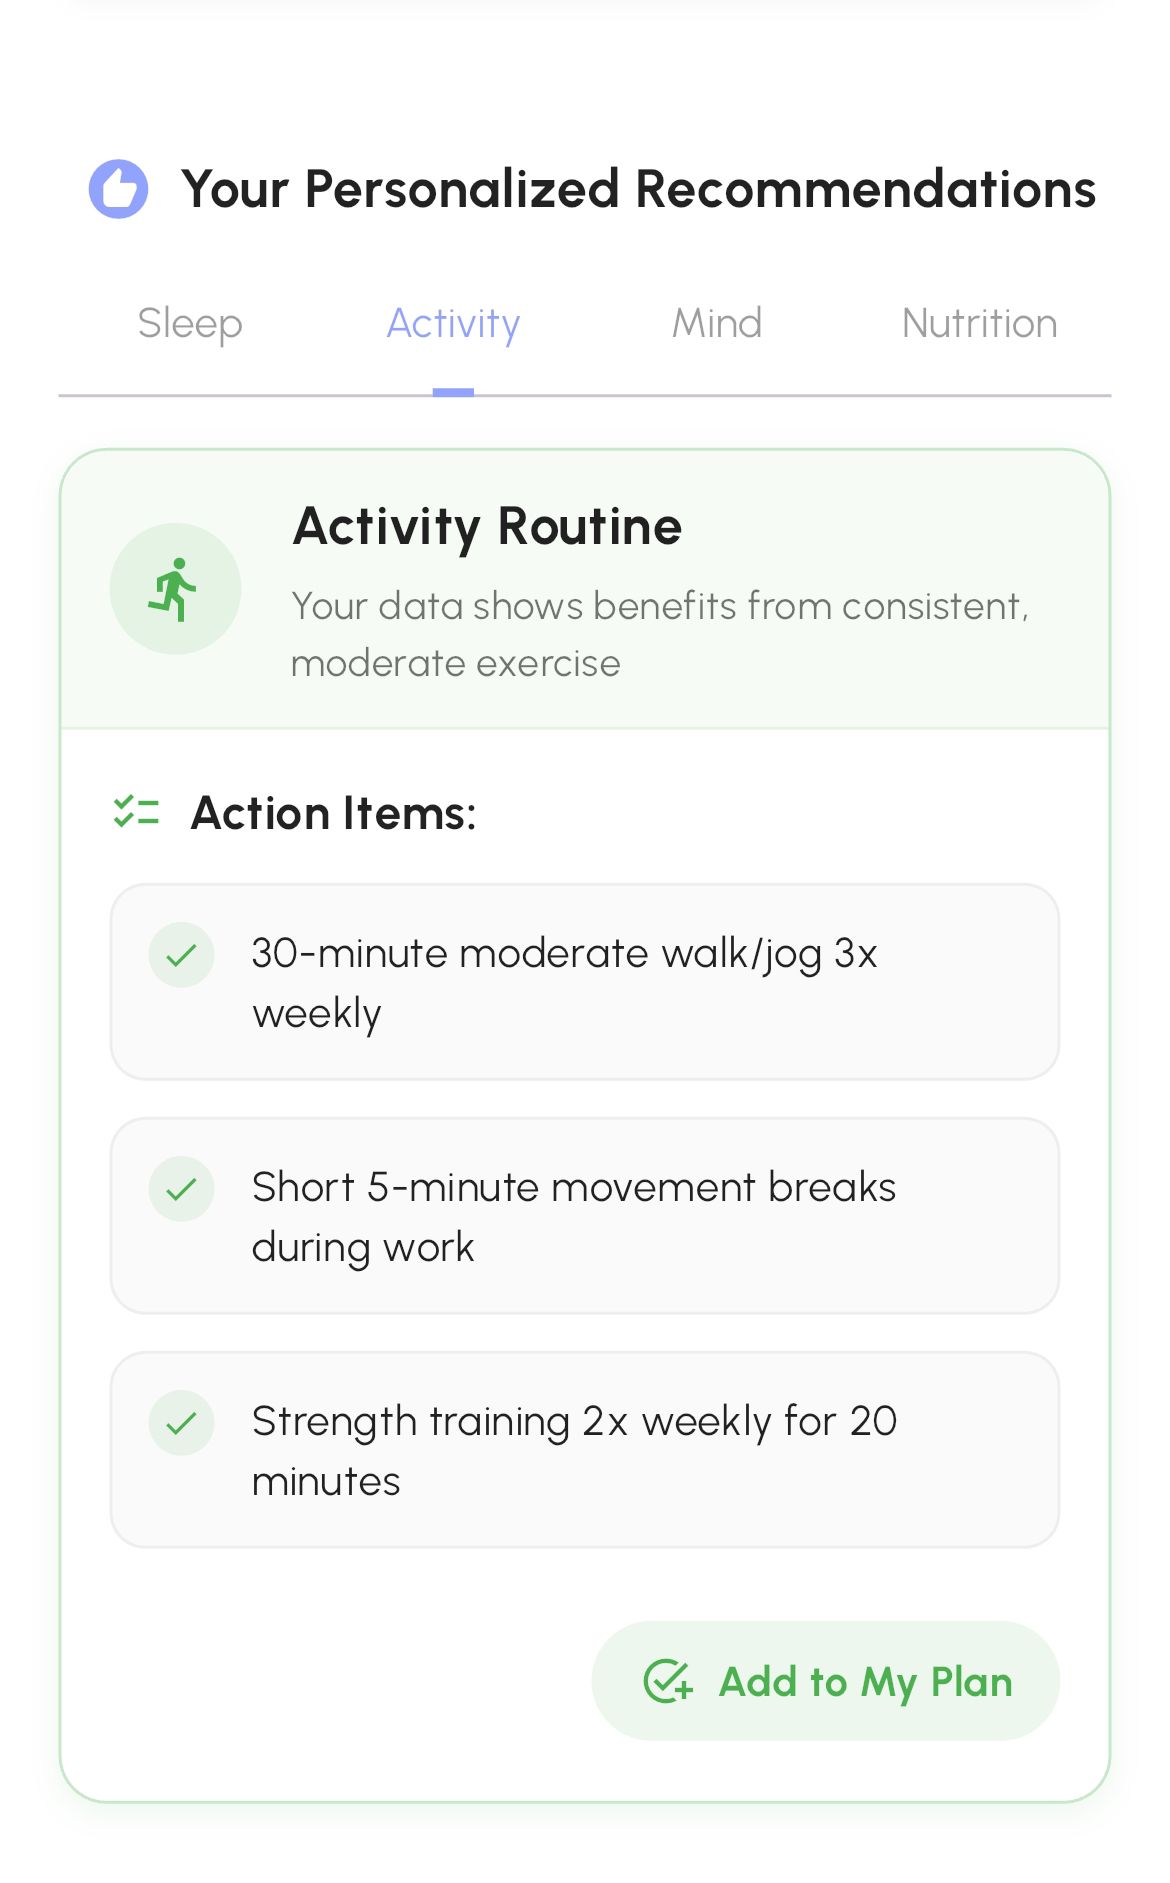 Your Personalized Recommendations
Sleep
Activity
Mind
Nutrition
Activity Routine
Your data shows benefits from consistent,
moderate exercise
Action Items:
30-minute moderate walk/jog 3x
weekly
Short 5-minute movement breaks
during work
Strength training 2x weekly for 20
minutes
Add to My Plan